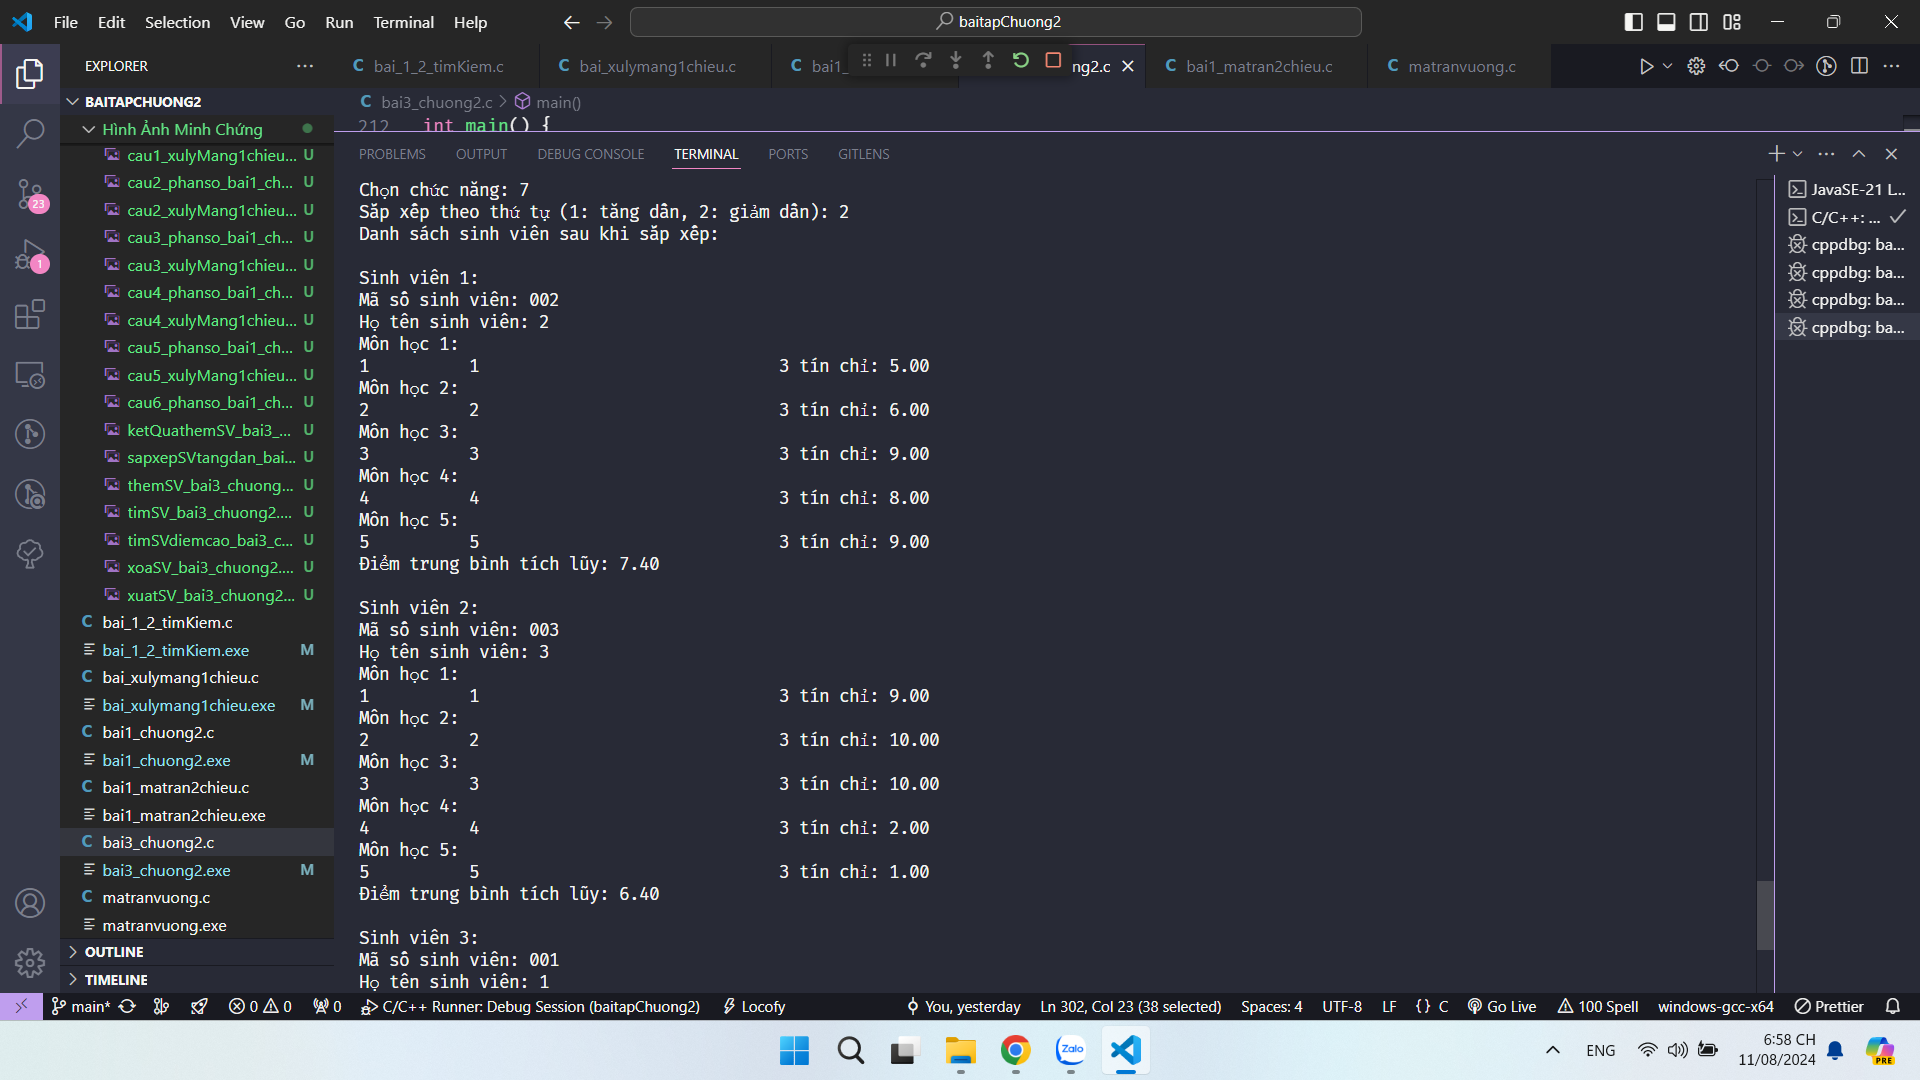 File Edit Selection View Go Run Terminal Help
baitapChuong2
EXPLORER
bai_1_2_timKiem.c
bai_xulymang1chieu.c
bai1_
ng2.c
bai1_matran2chieu.c
matranvuong.c
BAITAPCHUONG2
Hình Ảnh Minh Chứng
cau1_xulyMang1chieu... U
cau2_phanso_bai1_ch... U
cau2_xulyMang1chieu... U
cau3_phanso_bai1_ch... U
cau3_xulyMang1chieu... U
cau4_phanso_bai1_ch... U
cau4_xulyMang1chieu... U
cau5_phanso_bai1_ch... U
cau5_xulyMang1chieu... U
cau6_phanso_bai1_ch... U
ketQuathemSV_bai3_... U
sapxepSVtangdan_bai... U
themSV_bai3_chuong... U
timSV_bai3_chuong2.... U
timSVdiemcao_bai3_c... U
xoaSV_bai3_chuong2.... U
xuatSV_bai3_chuong2... U
bai_1_2_timKiem.c
bai_1_2_timKiem.exe M
bai_xulymang1chieu.c
bai_xulymang1chieu.exe M
bai1_chuong2.c
bai1_chuong2.exe M
bai1_matran2chieu.c
bai1_matran2chieu.exe
bai3_chuong2.c
bai3_chuong2.exe M
matranvuong.c
matranvuong.exe
OUTLINE
TIMELINE
23
1
bai3_chuong2.c > main()
212 int main() {
PROBLEMS OUTPUT DEBUG CONSOLE TERMINAL PORTS GITLENS
Chọn chức năng: 7
Sắp xếp theo thứ tự (1: tăng dần, 2: giảm dần): 2
Danh sách sinh viên sau khi sắp xếp:
Sinh viên 1:
Mã số sinh viên: 002
Họ tên sinh viên: 2
Môn học 1:
1 1 3 tín chỉ: 5.00
Môn học 2:
2 2 3 tín chỉ: 6.00
Môn học 3:
3 3 3 tín chỉ: 9.00
Môn học 4:
4 4 3 tín chỉ: 8.00
Môn học 5:
5 5 3 tín chỉ: 9.00
Điểm trung bình tích lũy: 7.40
Sinh viên 2:
Mã số sinh viên: 003
Họ tên sinh viên: 3
Môn học 1:
1 1 3 tín chỉ: 9.00
Môn học 2:
2 2 3 tín chỉ: 10.00
Môn học 3:
3 3 3 tín chỉ: 10.00
Môn học 4:
4 4 3 tín chỉ: 2.00
Môn học 5:
5 5 3 tín chỉ: 1.00
Điểm trung bình tích lũy: 6.40
Sinh viên 3:
Mã số sinh viên: 001
Họ tên sinh viên: 1
JavaSE-21 L...
C/C++: ...
cppdbg: ba...
cppdbg: ba...
cppdbg: ba...
cppdbg: ba...
main* 0 0 0 C/C++ Runner: Debug Session (baitapChuong2) Locofy You, yesterday Ln 302, Col 23 (38 selected) Spaces: 4 UTF-8 LF {} C Go Live 100 Spell windows-gcc-x64 Prettier
Zalo
ENG
6:58 CH
11/08/2024
PRE